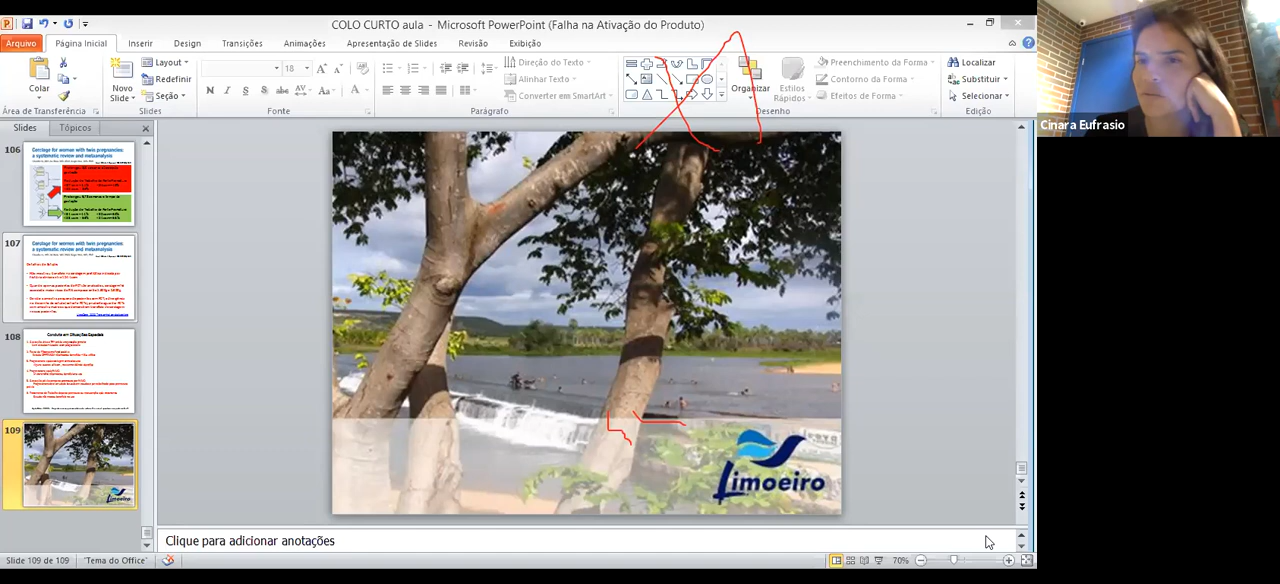 COLO CURTO aula - Microsoft PowerPoint (Falha na Ativação do Produto)
Arquivo
Página Inicial
Inserir
Design
Transições
Animações
Apresentação de Slides
Revisão
Exibição
Colar
Área de Transferência
Novo
Slide
Layout
Redefinir
Seção
Slides
18
N I S S abc AV Aa A
Fonte
Direção do Texto
Alinhar Texto
Converter em SmartArt
Parágrafo
Organizar
Estilos
Rápidos
Preenchimento da Forma
Contorno da Forma
Efeitos de Forma
Desenho
Localizar
Substituir
Selecionar
Edição
Cinara Eufrasio
Slides
Tópicos
106
Cerclage for women with twin pregnancies:
a systematic review and metaanalysis
107
Cerclage for women with twin pregnancies:
a systematic review and metaanalysis
108
Conduta em Situações Especiais
109
Limoeiro
Limoeiro
Clique para adicionar anotações
Slide 109 de 109
"Tema do Office"
70%